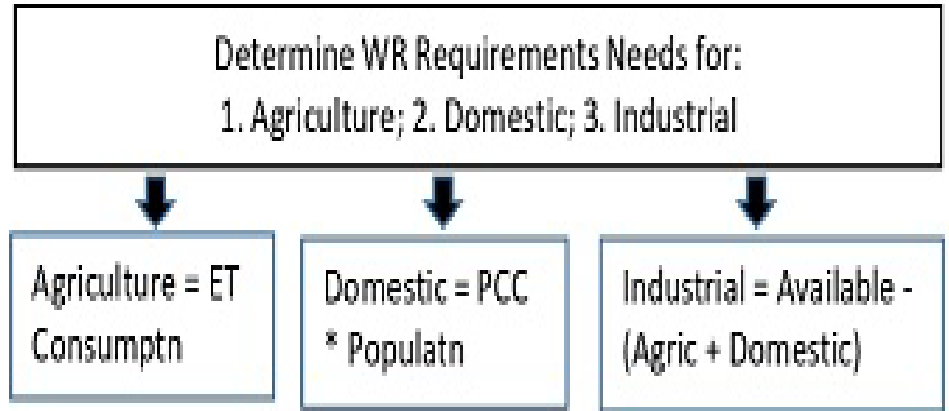 Determine WR Requirements Needs for:
1. Agriculture; 2. Domestic; 3. Industrial
Agriculture = ET
Consumptn
Domestic = PCC
* Populatn
Industrial = Available -
(Agric + Domestic)